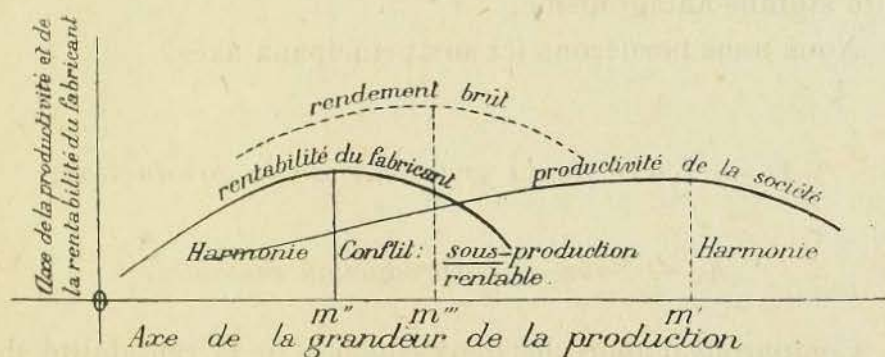 Axe de la productivité et de
la rentabilité du fabricant
rendement brût
rentabilité du fabricant
productivité de la société
Harmonie
Conflit: sous-production
rentable.
Harmonie
0
m"
m"'
m'
Axe de la grandeur de la production